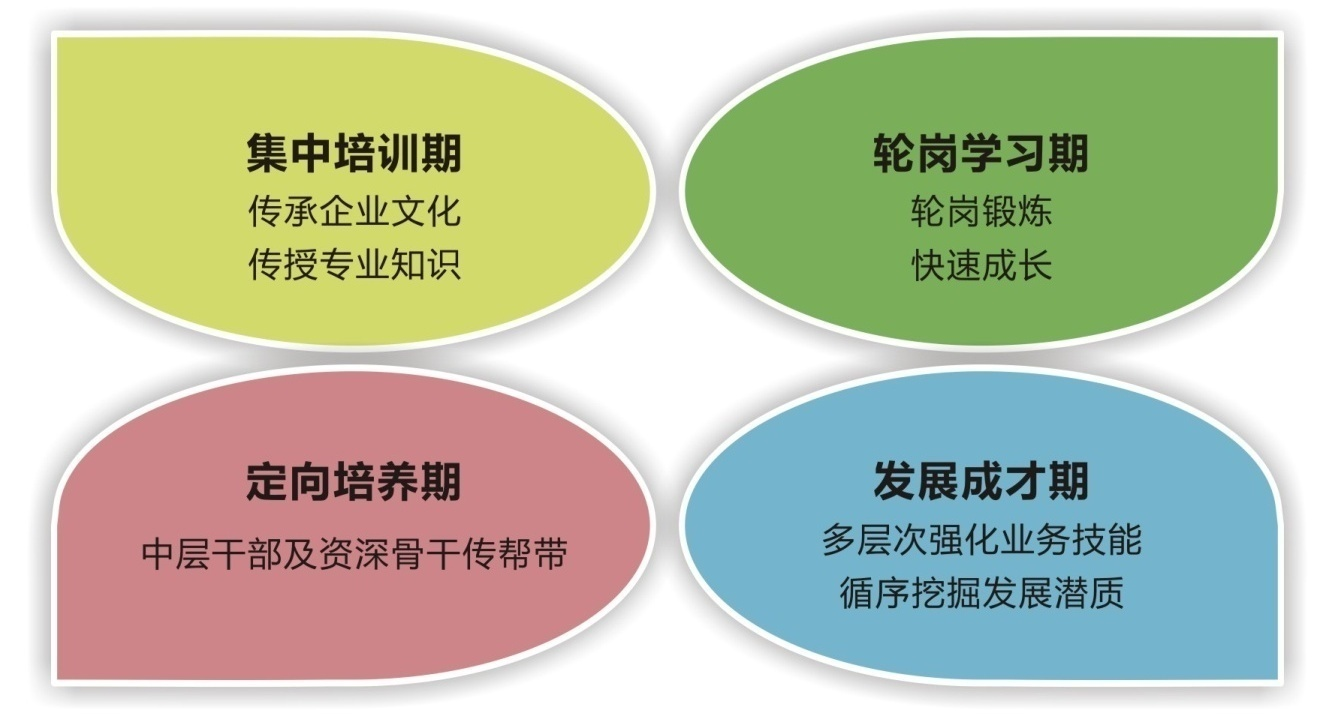 集中培训期
传承企业文化
传授专业知识
轮岗学习期
轮岗锻炼
快速成长
定向培养期
中层干部及资深骨干传帮带
发展成才期
多层次强化业务技能
循序挖掘发展潜质